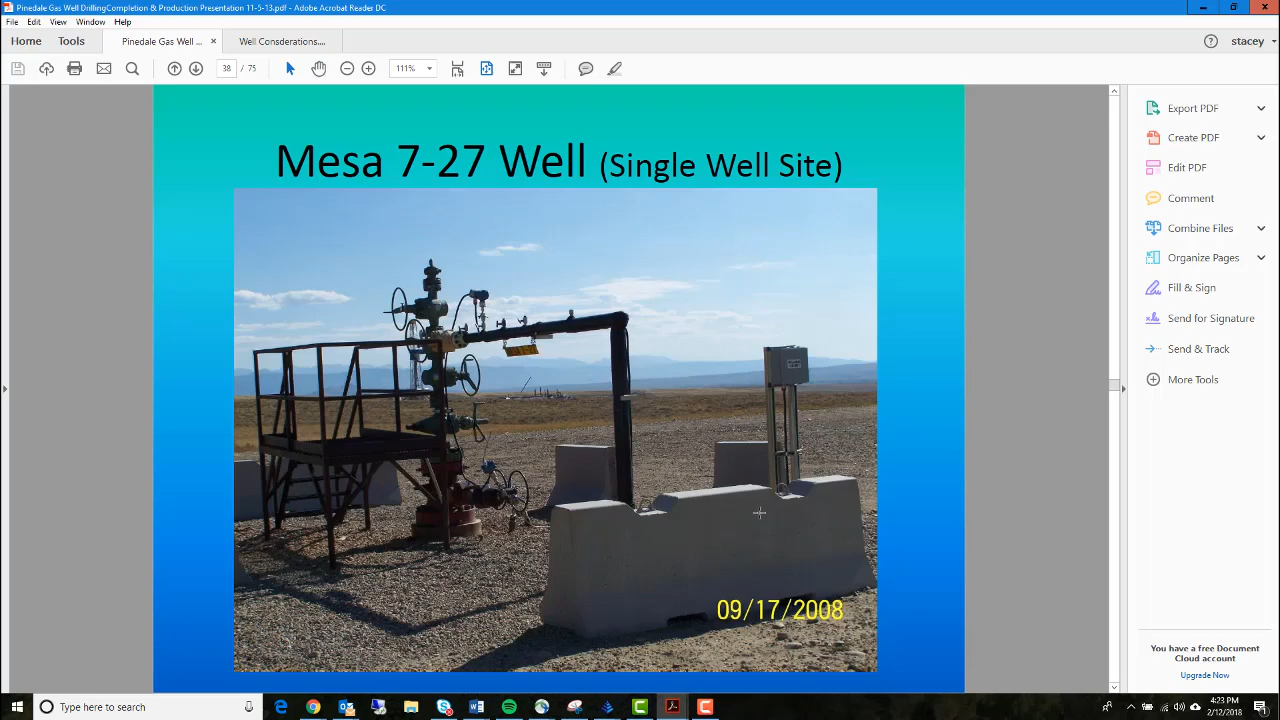 Pinedale Gas Well DrillingCompletion & Production Presentation 11-5-13.pdf - Adobe Acrobat Reader DC
File Edit View Window Help
Home Tools Pinedale Gas Well ... × Well Consderations.... stacey
38 / 75 111%
Mesa 7-27 Well (Single Well Site)
09/17/2008
Export PDF
Create PDF
Edit PDF
Comment
Combine Files
Organize Pages
Fill & Sign
Send for Signature
Send & Track
More Tools
You have a free Document
Cloud account
Upgrade Now
Type here to search
4:23 PM
2/12/2018